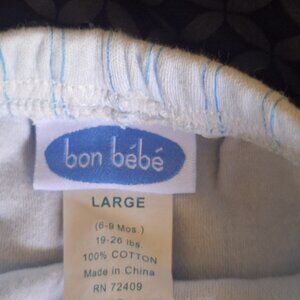 bon bébé
LARGE
(6-9 Mos.)
19-26 lbs.
100% COTTON
Made in China
RN 72409